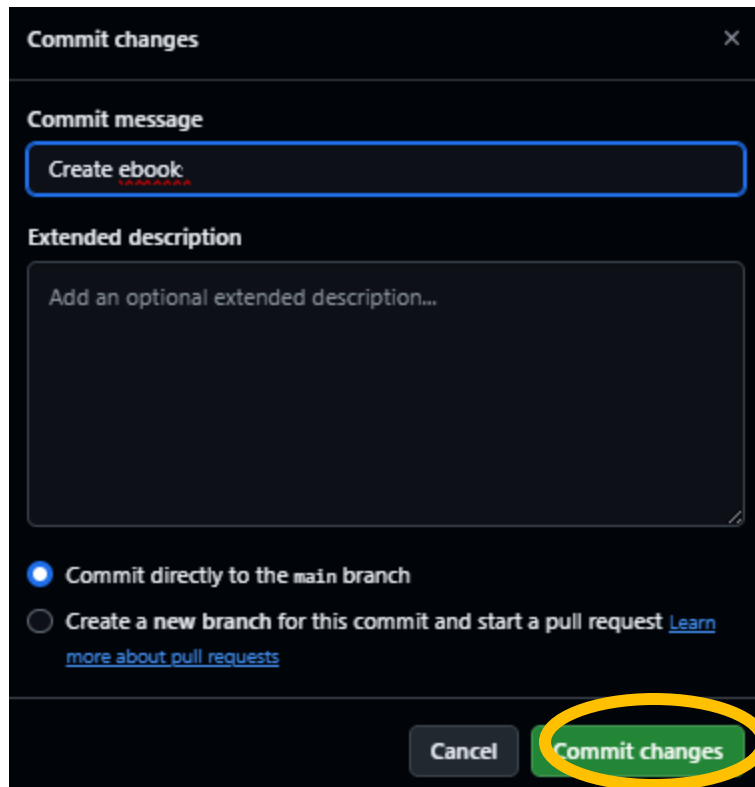 Commit changes
Commit message
Create ebook
Extended description
Add an optional extended description...
Commit directly to the main branch
Create a new branch for this commit and start a pull request Learn
more about pull requests
Cancel
Commit changes